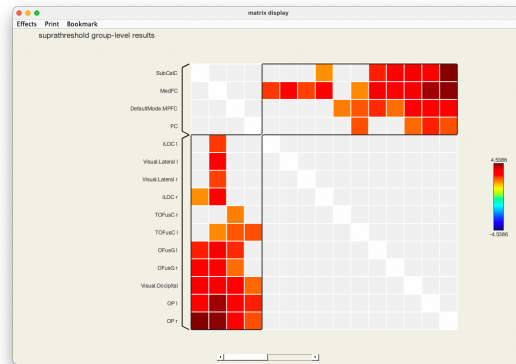 matrix display
Effects Print Bookmark
suprathreshold group-level results
SubCalC
MedFC
DefaultMode.MPFC
PC
iLOC l
Visual.Lateral l
Visual.Lateral r
iLOC r
TOFusC r
TOFusC l
OFusG l
OFusG r
Visual.Occipital
OP l
OP r
4.5386
-4.5386